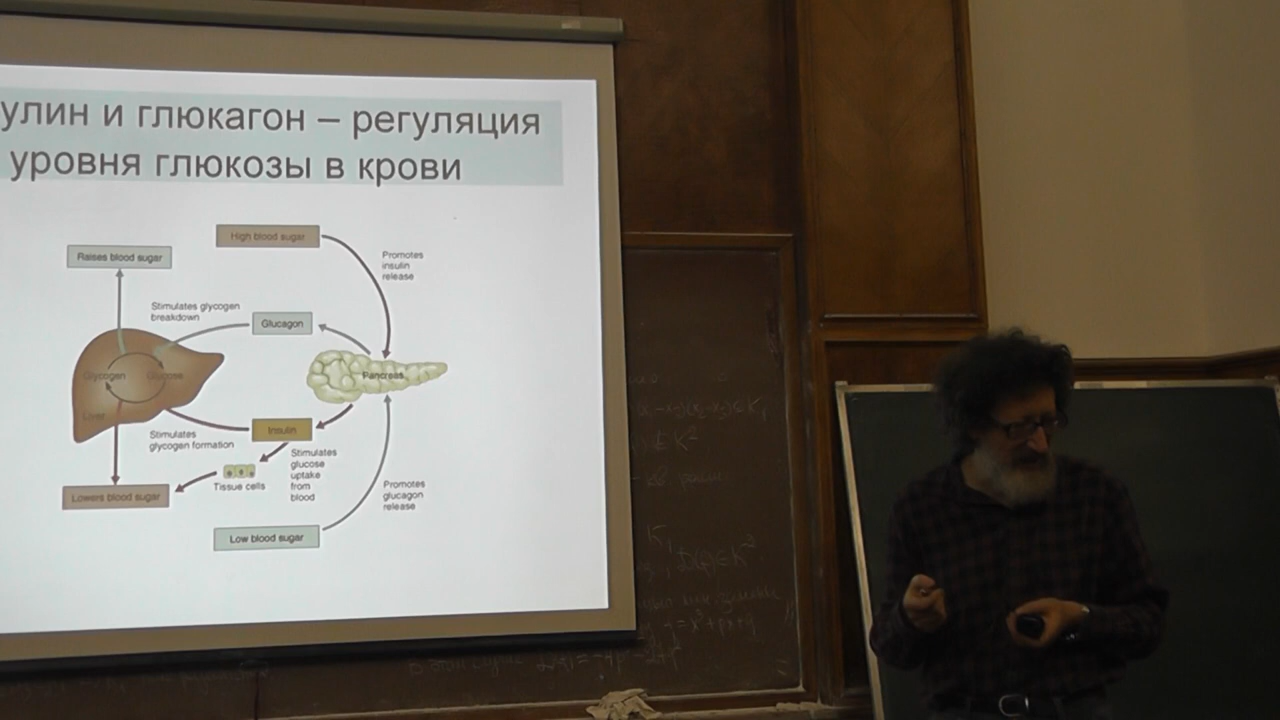 улин и глюкагон – регуляция
уровня глюкозы в крови
High blood sugar
Raises blood sugar
Promotes
insulin
release
Stimulates glycogen
breakdown
Glucagon
Glycogen
Glucose
Pancreas
Liver
Stimulates
glycogen formation
Insulin
Stimulates
glucose
uptake
from
blood
Tissue cells
Lowers blood sugar
Promotes
glucagon
release
Low blood sugar